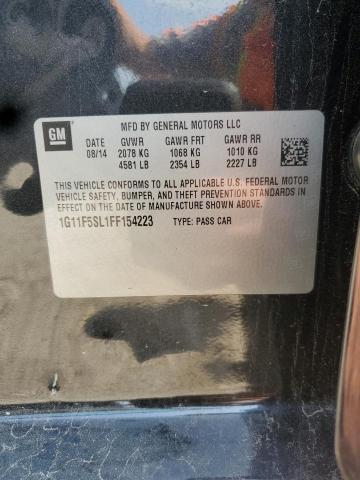 GM
MFD BY GENERAL MOTORS LLC
DATE GVWR GAWR FRT GAWR RR
08/14 2078 KG 1068 KG 1010 KG
4581 LB 2354 LB 2227 LB
THIS VEHICLE CONFORMS TO ALL APPLICABLE U.S. FEDERAL MOTOR
VEHICLE SAFETY, BUMPER, AND THEFT PREVENTION STANDARDS
IN EFFECT ON THE DATE OF MANUFACTURE SHOWN ABOVE.
1G11F5SL1FF154223 TYPE: PASS CAR